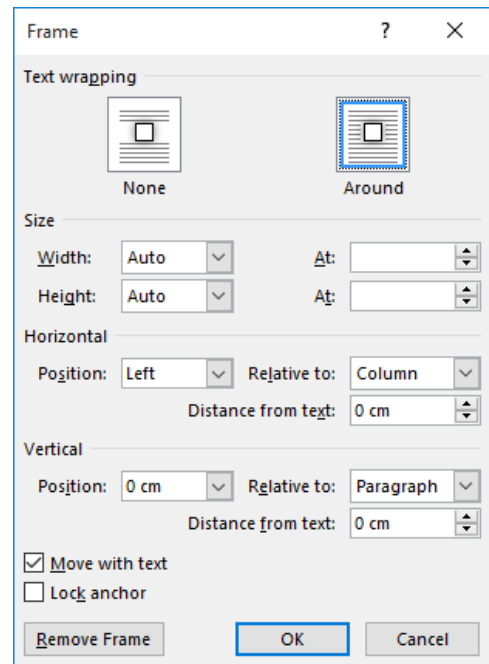 Frame ?
Text wrapping
None Around
Size
Width: Auto At:
Height: Auto At:
Horizontal
Position: Left Relative to: Column
Distance from text: 0 cm
Vertical
Position: 0 cm Relative to: Paragraph
Distance from text: 0 cm
Move with text
Lock anchor
Remove Frame OK Cancel